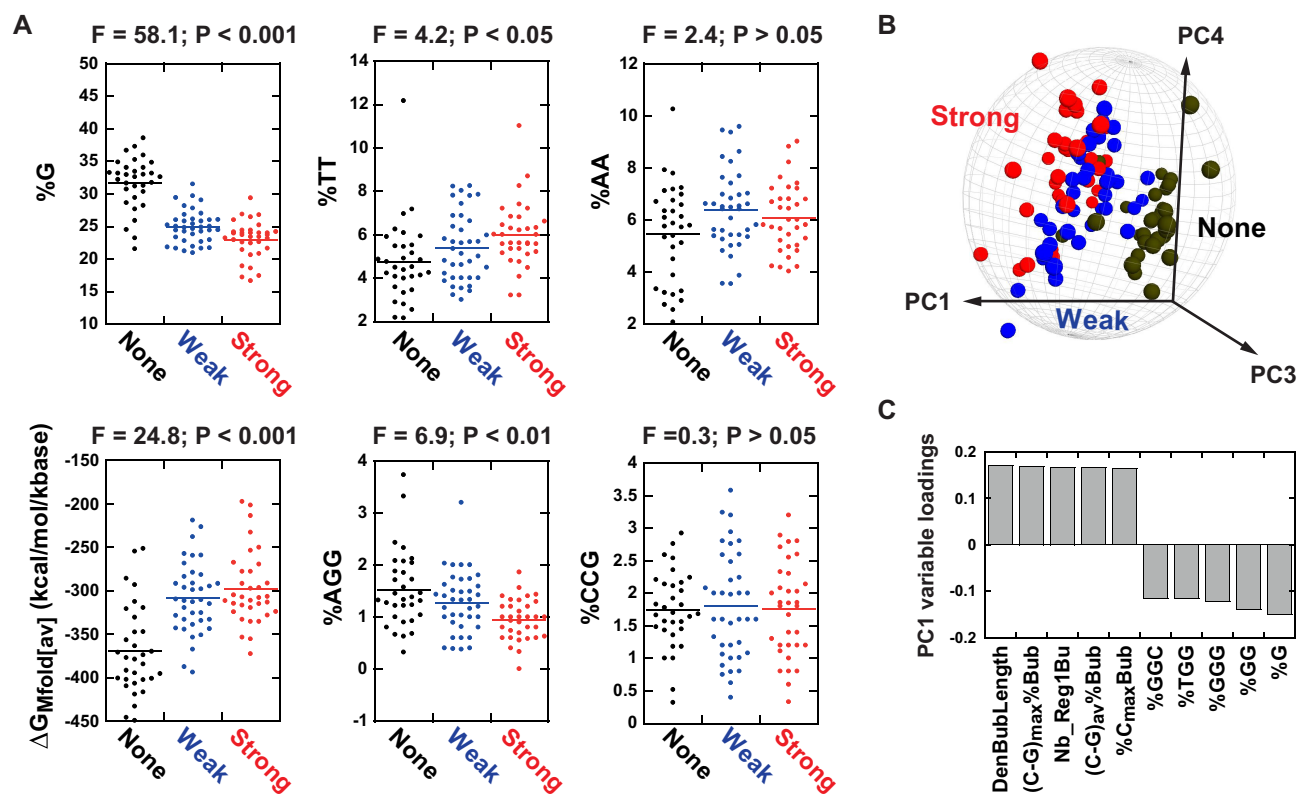 A
F = 58.1; P < 0.001
%G
50
45
40
35
30
25
20
15
10
None
Weak
Strong
F = 4.2; P < 0.05
%TT
14
12
10
8
6
4
2
None
Weak
Strong
F = 2.4; P > 0.05
%AA
12
10
8
6
4
2
None
Weak
Strong
F = 24.8; P < 0.001
ΔGMfold[av] (kcal/mol/kbase)
-150
-200
-250
-300
-350
-400
-450
None
Weak
Strong
F = 6.9; P < 0.01
%AGG
4
3
2
1
0
-1
None
Weak
Strong
F =0.3; P > 0.05
%CCG
4
3.5
3
2.5
2
1.5
1
0.5
0
None
Weak
Strong
B
PC4
Strong
None
PC1
Weak
PC3
C
PC1 variable loadings
0.2
0.1
0
-0.1
-0.2
DenBubLength
(C-G)max%Bub
Nb_Reg1Bu
(C-G)av%Bub
%CmaxBub
%GGC
%TGG
%GGG
%GG
%G